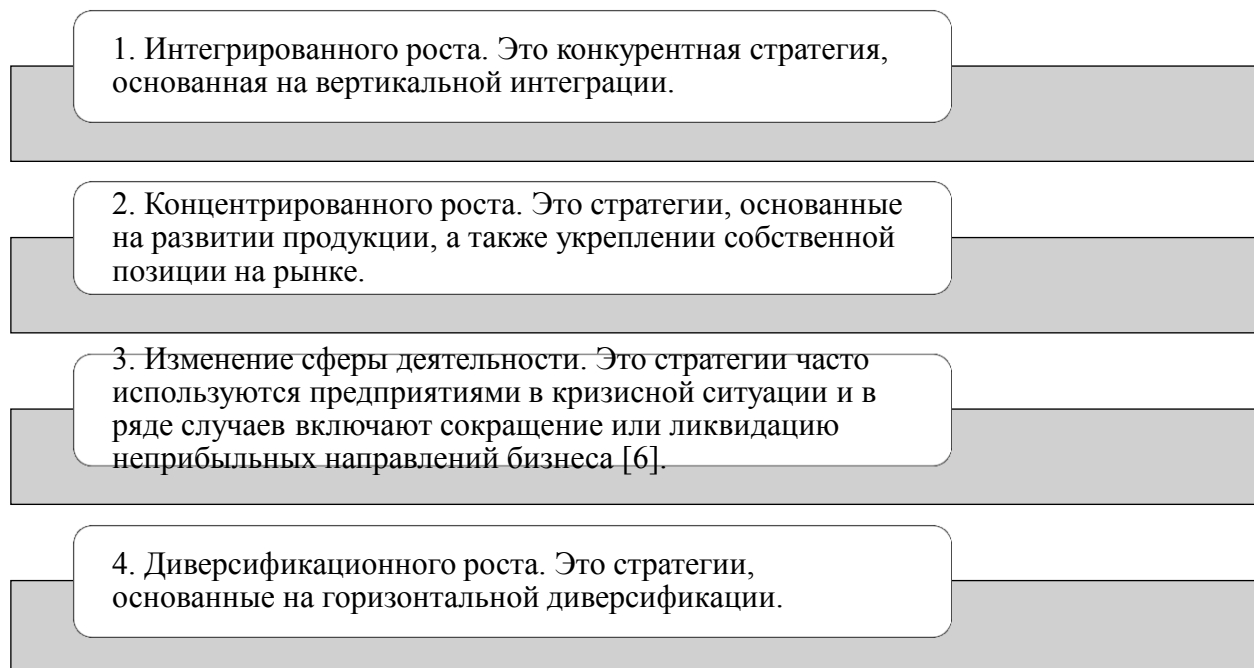 1. Интегрированного роста. Это конкурентная стратегия,
основанная на вертикальной интеграции.
2. Концентрированного роста. Это стратегии, основанные
на развитии продукции, а также укреплении собственной
позиции на рынке.
3. Изменение сферы деятельности. Это стратегии часто
используются предприятиями в кризисной ситуации и в
ряде случаев включают сокращение или ликвидацию
неприбыльных направлений бизнеса [6].
4. Диверсификационного роста. Это стратегии,
основанные на горизонтальной диверсификации.